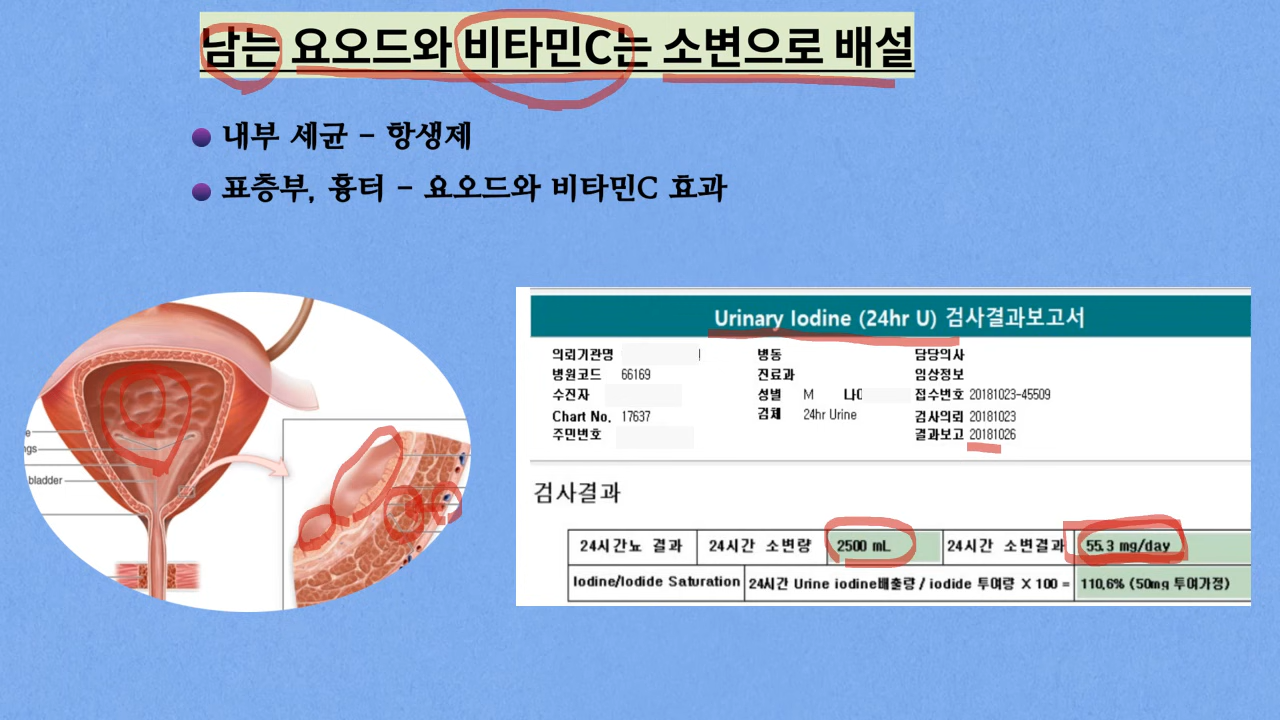 남는 요오드와 비타민C는 소변으로 배설
내부 세균 - 항생제
표층부, 흉터 - 요오드와 비타민C 효과
bladder
Urinary Iodine (24hr U) 검사결과보고서
의뢰기관명 병동 담당의사
병원코드 66169 진료과 임상정보
수진자 성별 M 접수번호 20181023-45509
Chart No. 17637 검체 24hr Urine 검사의뢰 20181023
주민번호 결과보고 20181026
검사결과
24시간뇨 결과 24시간 소변량 2500 mL 24시간 소변결과 55.3 mg/day
Iodine/Iodide Saturation 24시간 Urine iodine배출량 / iodide 투여량 X 100 = 110.6% (50mg 투여가정)